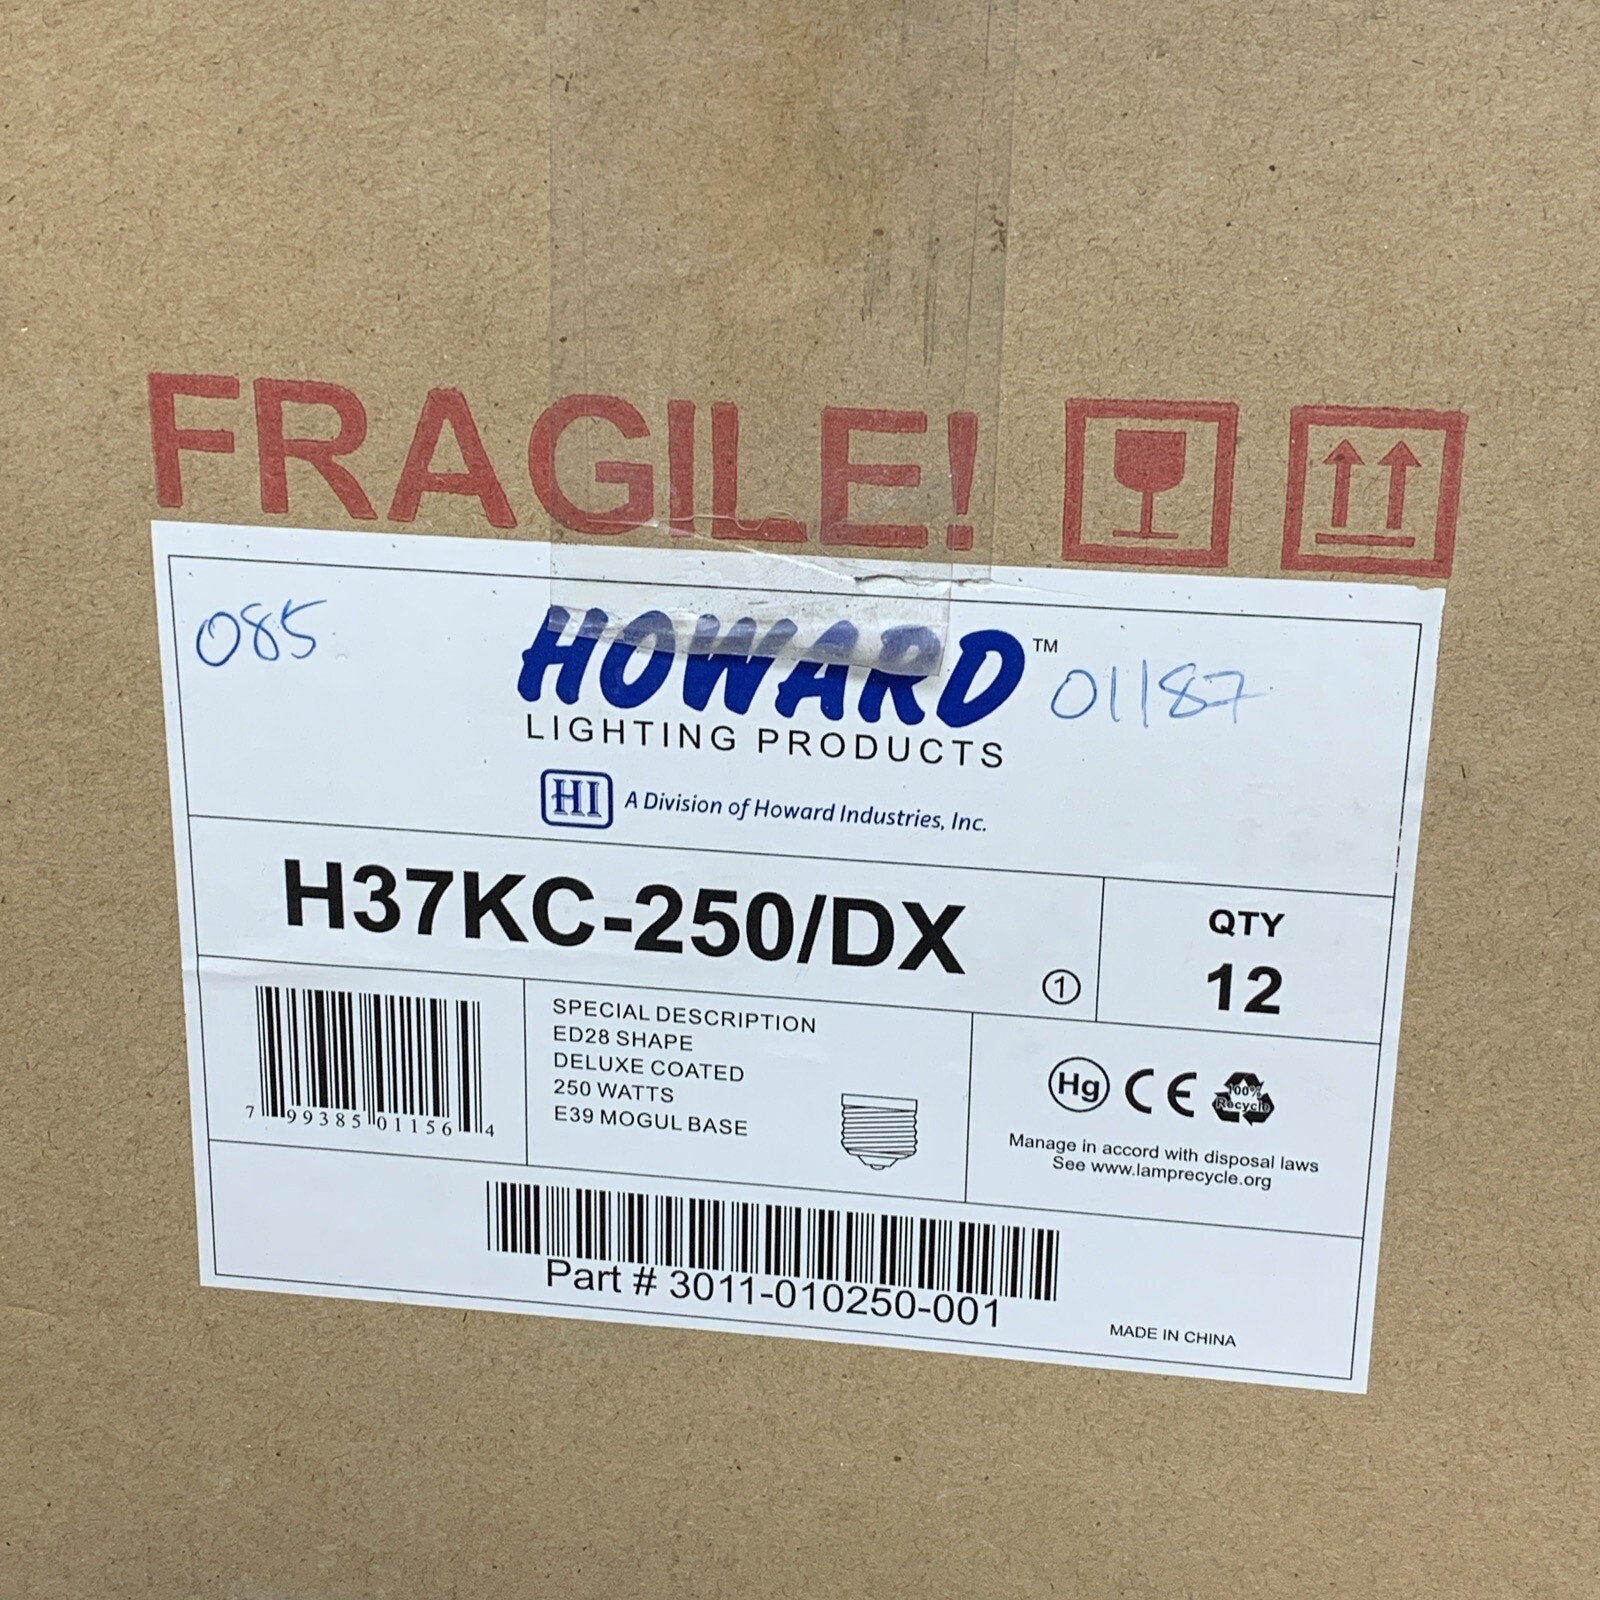 FRAGILE!
085
HOWARD™
01187
LIGHTING PRODUCTS
HI A Division of Howard Industries, Inc.
H37KC-250/DX
1
QTY
12
7 99385 01156 4
SPECIAL DESCRIPTION
ED28 SHAPE
DELUXE COATED
250 WATTS
E39 MOGUL BASE
Hg CE 100% Recycle
Manage in accord with disposal laws
See www.lamprecycle.org
Part # 3011-010250-001
MADE IN CHINA